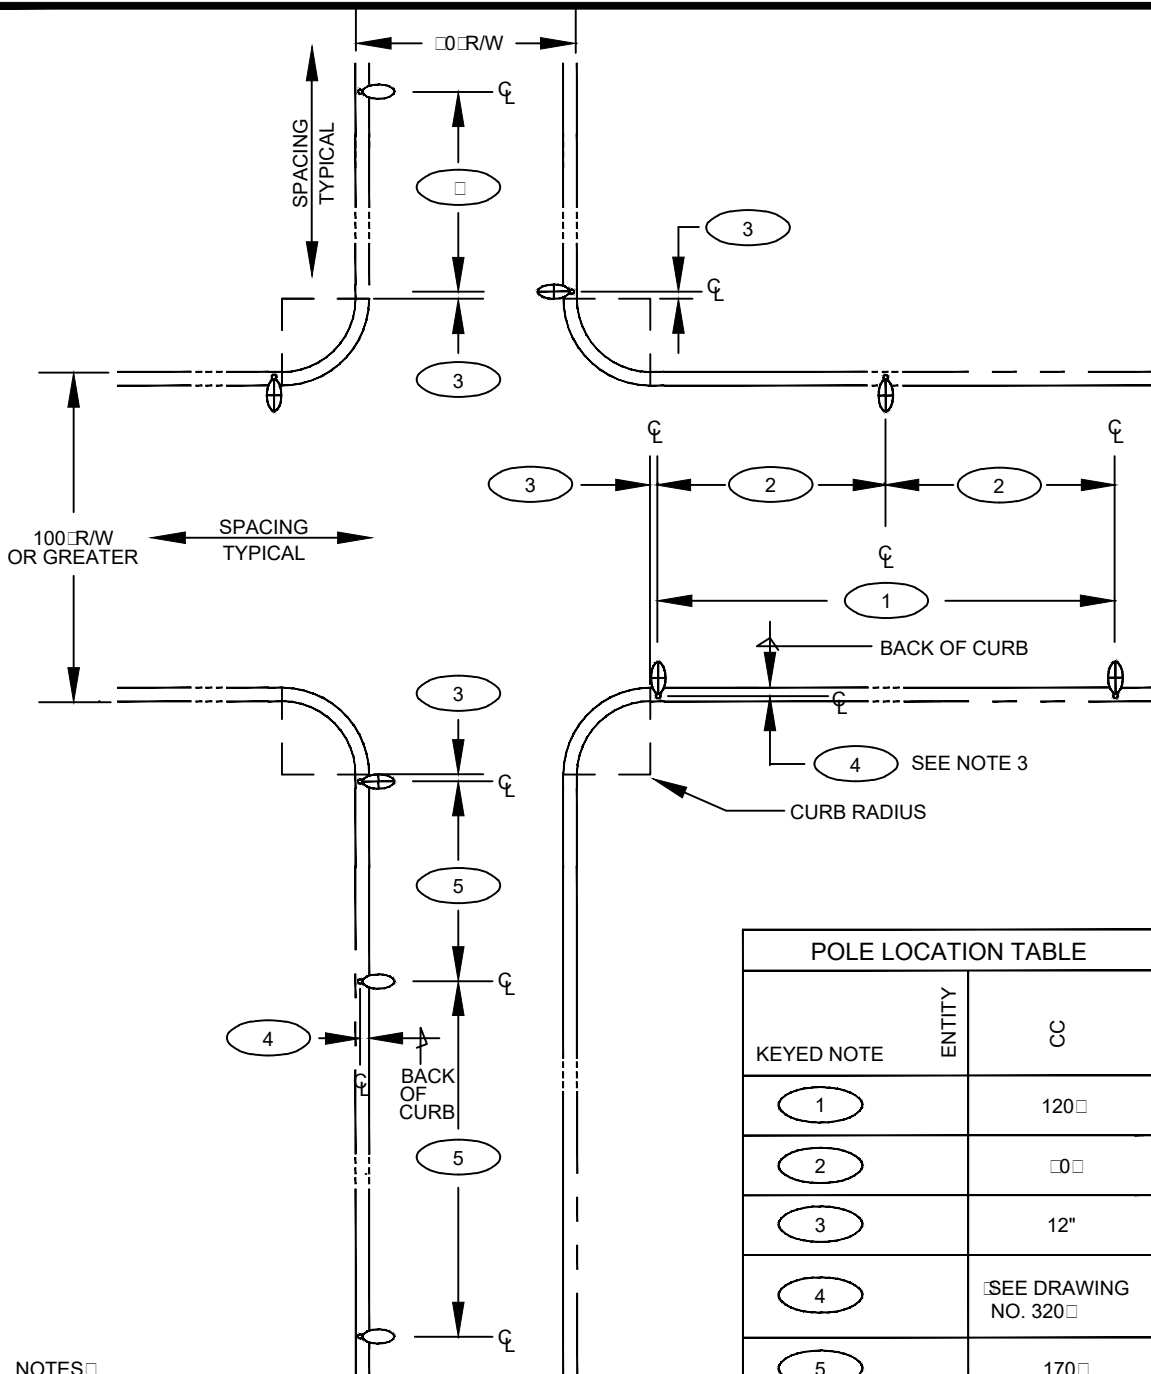 □0□R/W
℄
SPACING
TYPICAL
□
3
℄
3
℄
℄
3
2
2
100□R/W
OR GREATER
SPACING
TYPICAL
℄
1
BACK OF CURB
3
℄
4
SEE NOTE 3
℄
CURB RADIUS
5
POLE LOCATION TABLE
KEYED NOTE
ENTITY
CC
1
120□
2
□0□
3
12"
4
□SEE DRAWING
NO. 320□
5
170□
℄
4
℄
BACK
OF
CURB
5
℄
NOTES□